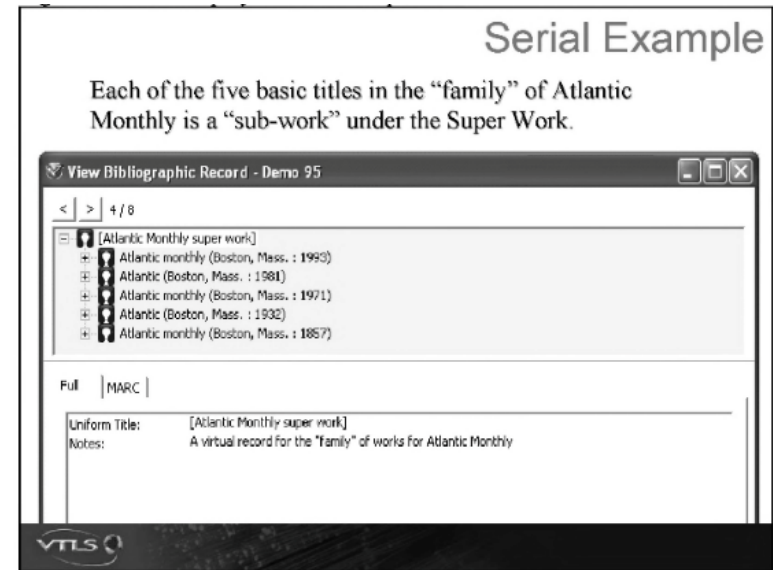 Serial Example
Each of the five basic titles in the “family” of Atlantic
Monthly is a “sub-work” under the Super Work.
View Bibliographic Record - Demo 95
< > 4 / 8
[Atlantic Monthly super work]
Atlantic monthly (Boston, Mass. : 1993)
Atlantic (Boston, Mass. : 1981)
Atlantic monthly (Boston, Mass. : 1971)
Atlantic (Boston, Mass. : 1932)
Atlantic monthly (Boston, Mass. : 1857)
Full MARC
Uniform Title: [Atlantic Monthly super work]
Notes: A virtual record for the "family" of works for Atlantic Monthly
VTLS